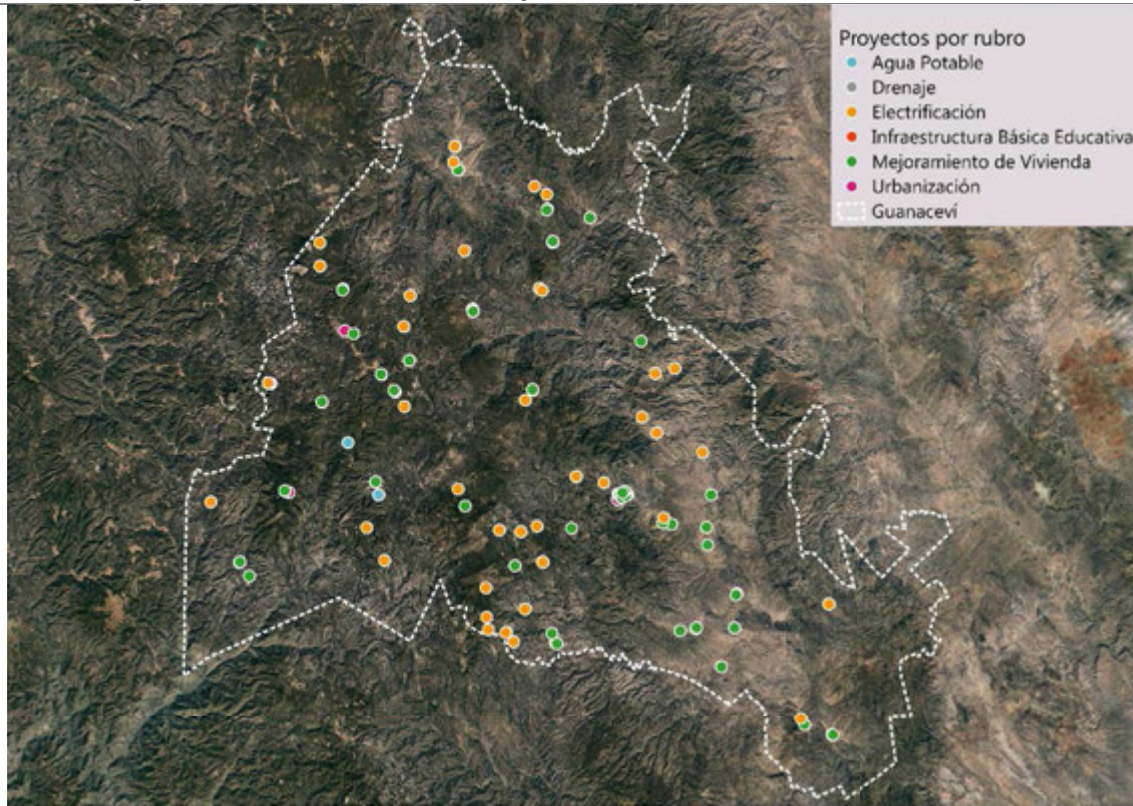 Proyectos por rubro
Agua Potable
Drenaje
Electrificación
Infraestructura Básica Educativa
Mejoramiento de Vivienda
Urbanización
Guanaceví